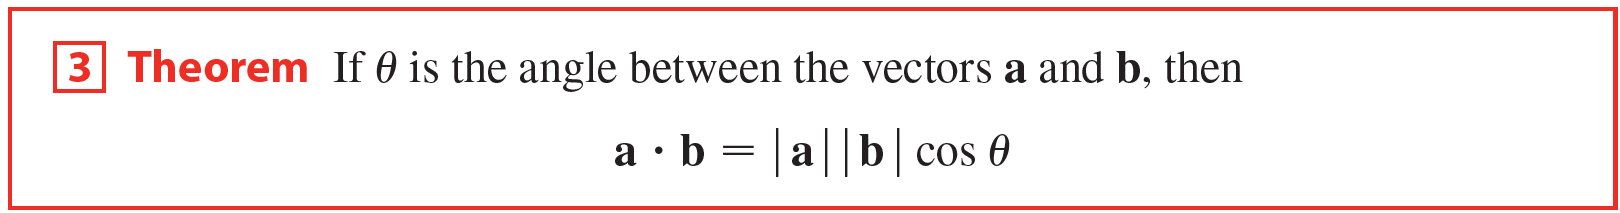 3 Theorem If θ is the angle between the vectors a and b, then
a · b = |a||b| cos θ